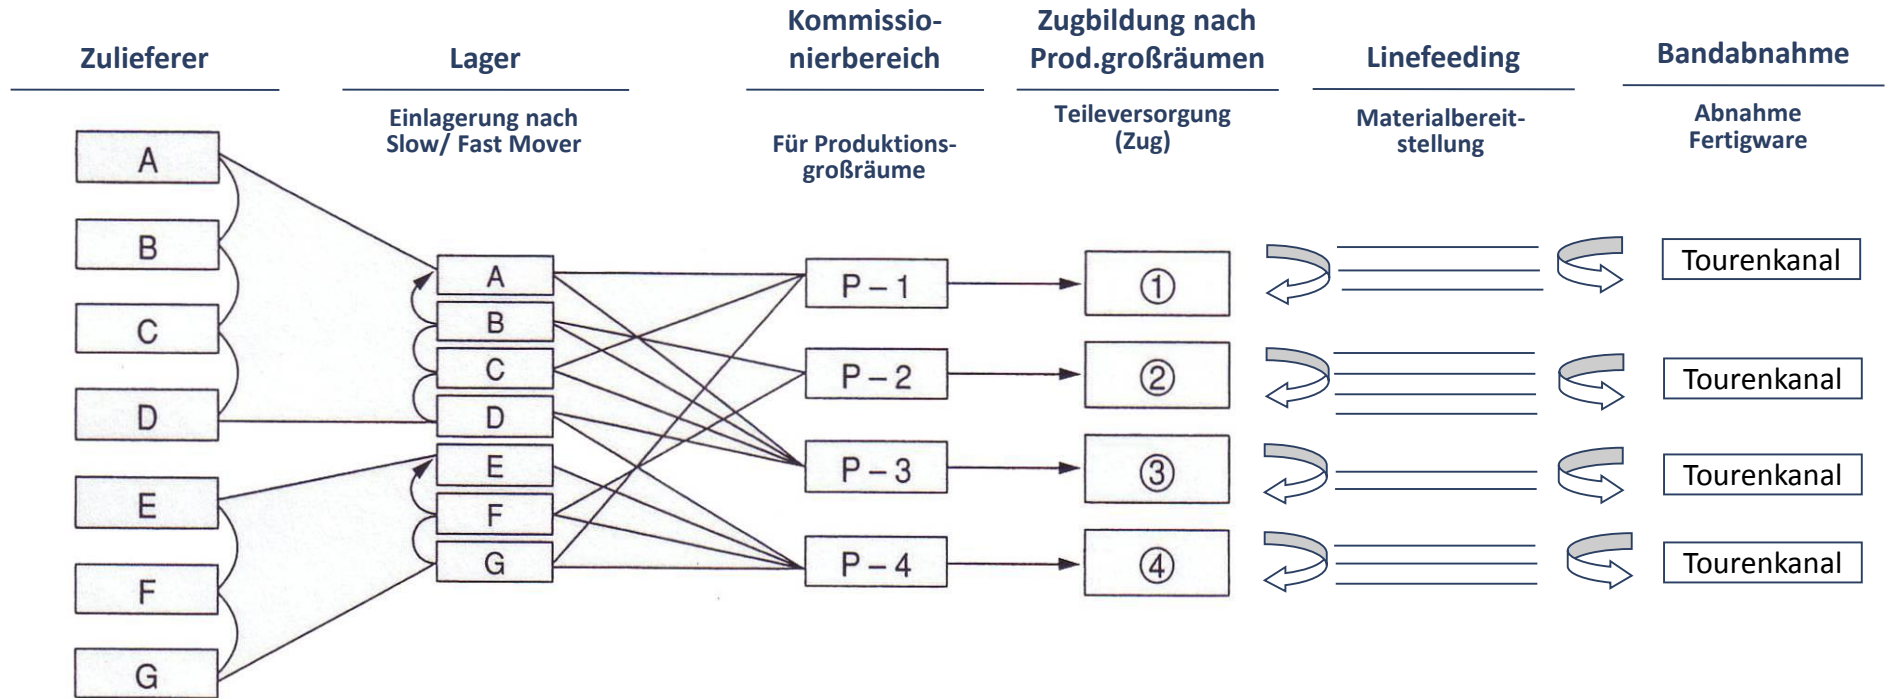 Zulieferer
Lager
Einlagerung nach
Slow/ Fast Mover
Kommissio-
nierbereich
Für Produktions-
großräume
Zugbildung nach
Prod.großräumen
Teileversorgung
(Zug)
Linefeeding
Materialbereit-
stellung
Bandabnahme
Abnahme
Fertigware
A
B
C
D
E
F
G
A
B
C
D
E
F
G
P – 1
P – 2
P – 3
P – 4
①
②
③
④
Tourenkanal
Tourenkanal
Tourenkanal
Tourenkanal